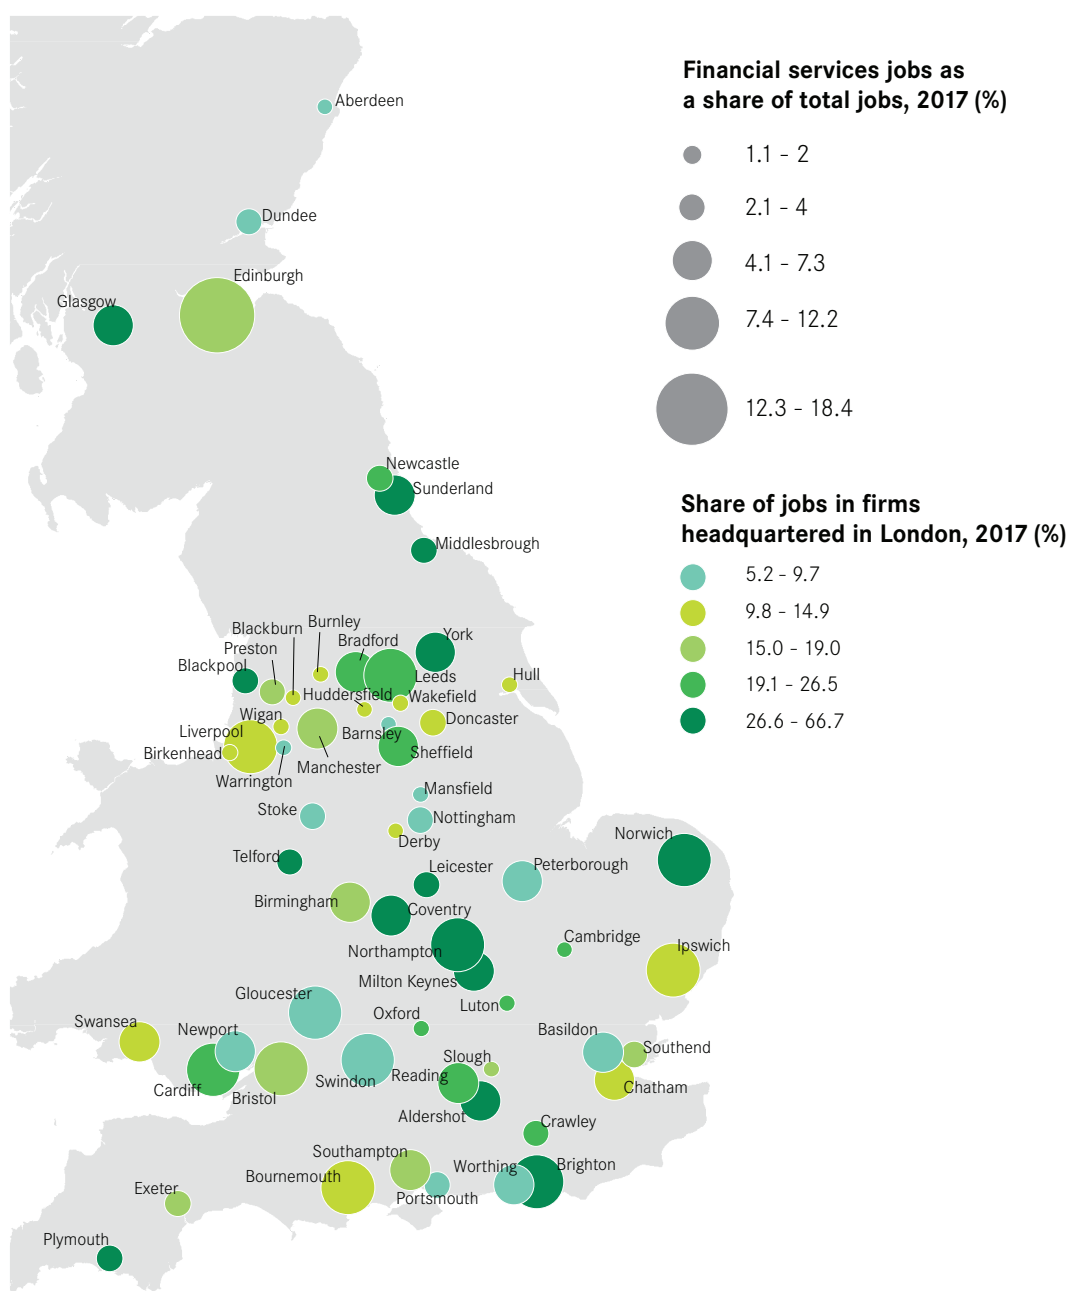 Financial services jobs as
a share of total jobs, 2017 (%)
1.1 – 2
2.1 – 4
4.1 – 7.3
7.4 – 12.2
12.3 – 18.4
Share of jobs in firms
headquartered in London, 2017 (%)
5.2 – 9.7
9.8 – 14.9
15.0 – 19.0
19.1 – 26.5
26.6 – 66.7
Aberdeen
Dundee
Edinburgh
Glasgow
Newcastle
Sunderland
Middlesbrough
Burnley
Blackburn
Bradford
York
Preston
Blackpool
Leeds
Hull
Huddersfield
Wakefield
Wigan
Doncaster
Liverpool
Barnsley
Birkenhead
Sheffield
Manchester
Warrington
Mansfield
Stoke
Nottingham
Derby
Norwich
Telford
Leicester
Peterborough
Birmingham
Coventry
Cambridge
Ipswich
Northampton
Milton Keynes
Gloucester
Luton
Oxford
Swansea
Newport
Basildon
Southend
Slough
Reading
Swindon
Cardiff
Bristol
Chatham
Aldershot
Crawley
Southampton
Worthing
Brighton
Bournemouth
Portsmouth
Exeter
Plymouth